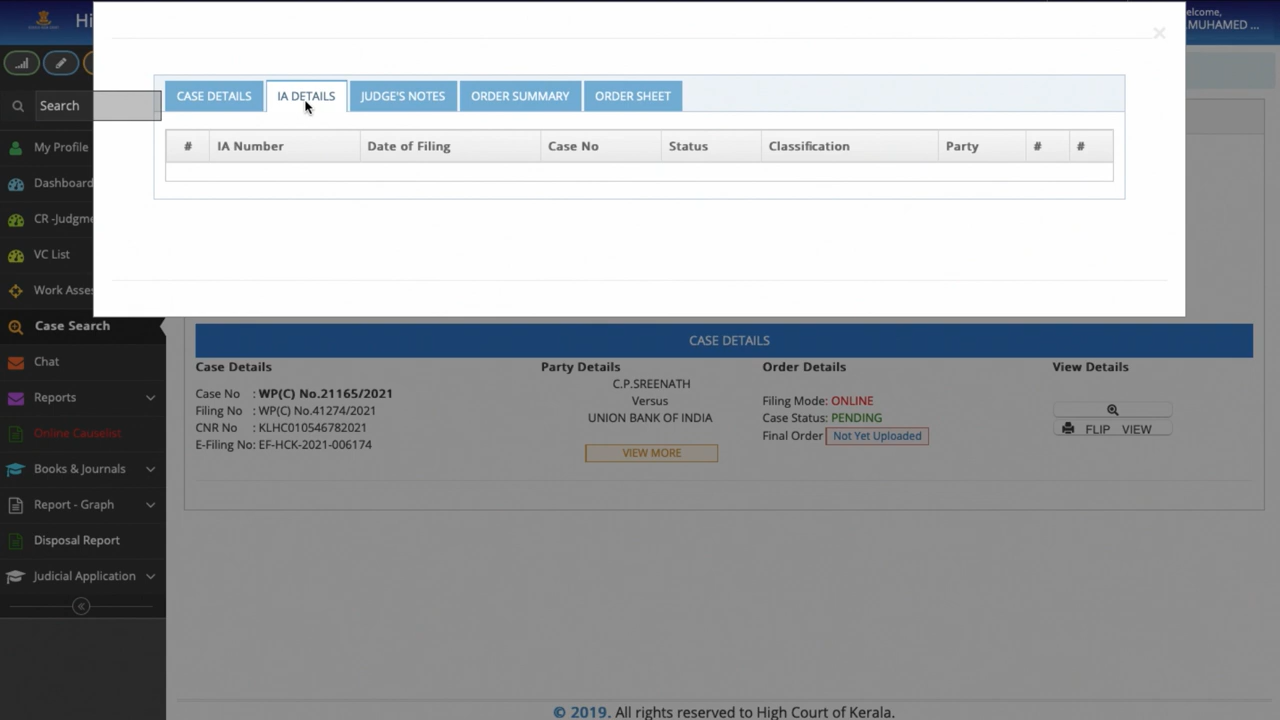 Hi
elcome,
.MUHAMED ...
×
CASE DETAILS IA DETAILS JUDGE'S NOTES ORDER SUMMARY ORDER SHEET
# IA Number Date of Filing Case No Status Classification Party # #
Search
My Profile
Dashboard
CR -Judgme
VC List
Work Asses
Case Search
Chat
Reports
Online Causelist
Books & Journals
Report - Graph
Disposal Report
Judicial Application
CASE DETAILS
Case Details
Case No : WP(C) No.21165/2021
Filing No : WP(C) No.41274/2021
CNR No : KLHC010546782021
E-Filing No: EF-HCK-2021-006174
Party Details
C.P.SREENATH
Versus
UNION BANK OF INDIA
VIEW MORE
Order Details
Filing Mode: ONLINE
Case Status: PENDING
Final Order Not Yet Uploaded
View Details
FLIP VIEW
© 2019. All rights reserved to High Court of Kerala.